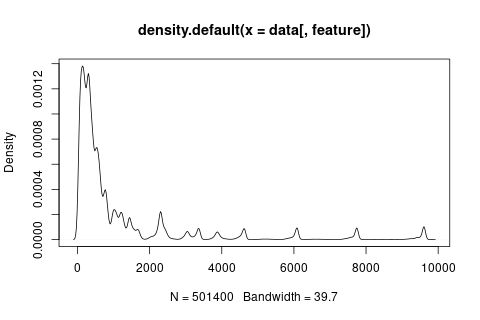 density.default(x = data[, feature])
Density
0.0012
0.0008
0.0004
0.0000
0 2000 4000 6000 8000 10000
N = 501400 Bandwidth = 39.7